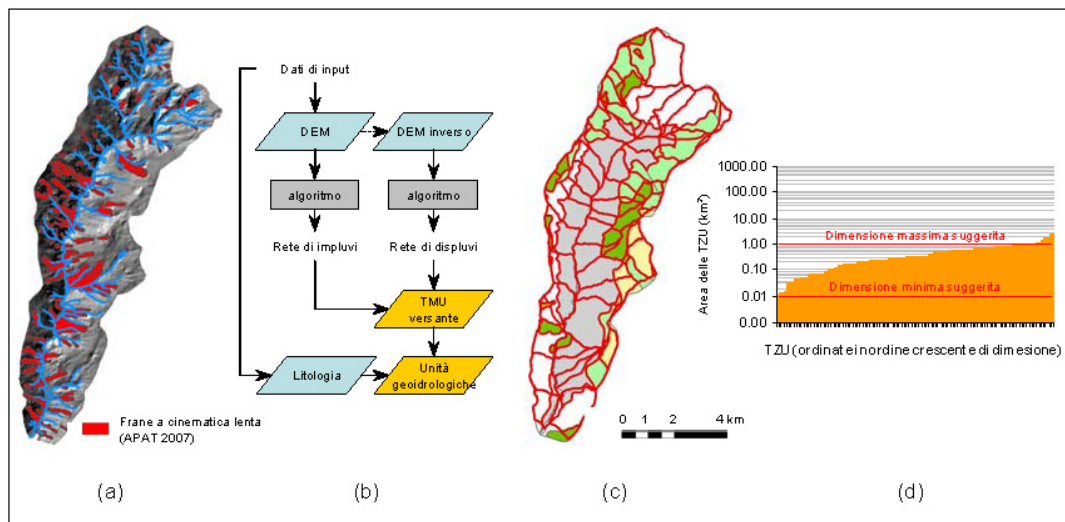 Frane a cinematica lenta
(APAT 2007)
(a)
Dati di input
DEM
DEM inverso
algoritmo
algoritmo
Rete di impluvi
Rete di displuvi
TMU
versante
Litologia
Unità
geoidrologiche
(b)
0 1 2 4 km
(c)
Area delle TZU (km²)
1000.00
100.00
10.00
1.00
0.10
0.01
0.00
Dimensione massima suggerita
Dimensione minima suggerita
TZU (ordinate i n ordine crescente di dimesione)
(d)